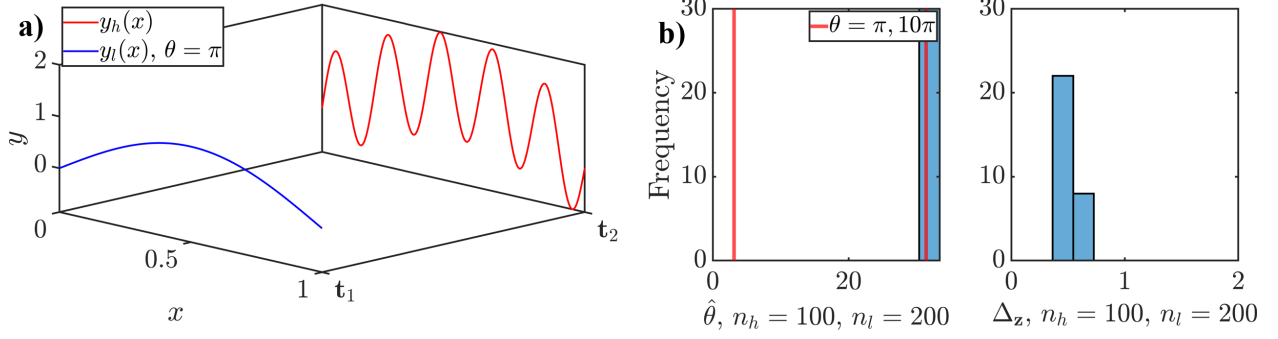 a)
y_h(x)
y_l(x), θ = π
2
1
0
y
0
0.5
1
x
t_1
t_2
b)
θ = π, 10π
30
20
10
0
Frequency
0
20
θ̂, n_h = 100, n_l = 200
30
20
10
0
0
1
2
Δ_z, n_h = 100, n_l = 200